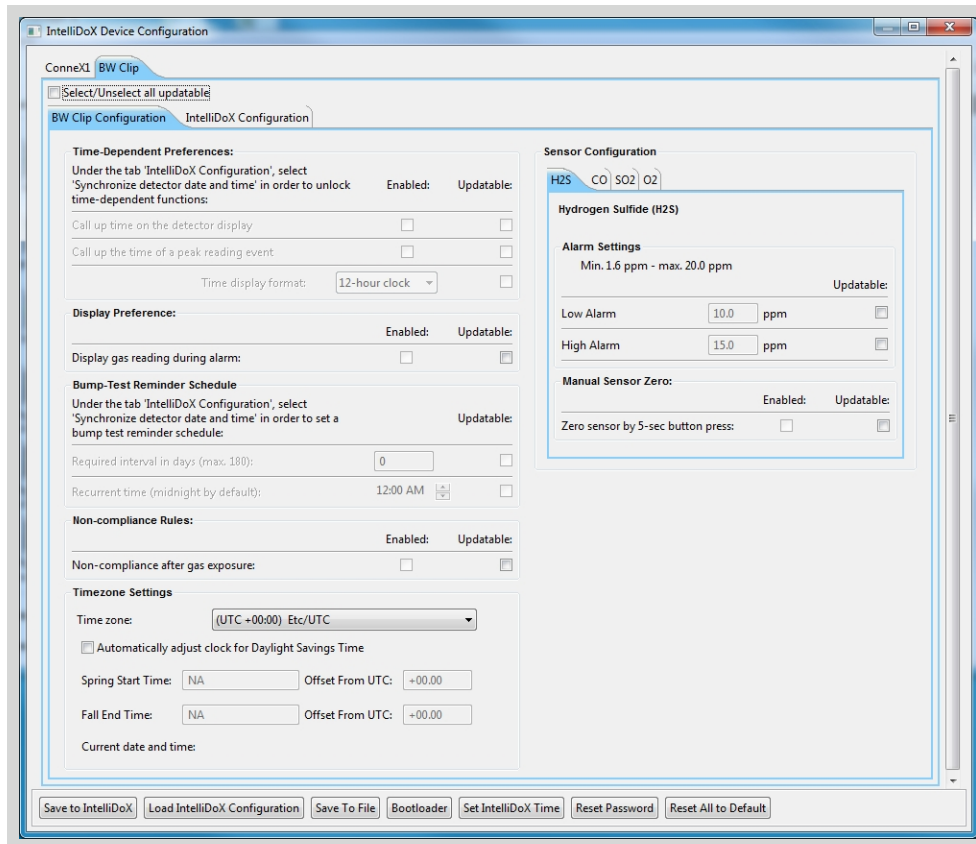 IntelliDoX Device Configuration
ConneX1 BW Clip
Select/Unselect all updatable
BW Clip Configuration IntelliDoX Configuration
Time-Dependent Preferences:
Under the tab 'IntelliDoX Configuration', select
'Synchronize detector date and time' in order to unlock
time-dependent functions:
Enabled: Updatable:
Call up time on the detector display
Call up the time of a peak reading event
Time display format: 12-hour clock
Display Preference:
Enabled: Updatable:
Display gas reading during alarm:
Bump-Test Reminder Schedule
Under the tab 'IntelliDoX Configuration', select
'Synchronize detector date and time' in order to set a
bump test reminder schedule:
Updatable:
Required interval in days (max. 180): 0
Recurrent time (midnight by default): 12:00 AM
Non-compliance Rules:
Enabled: Updatable:
Non-compliance after gas exposure:
Timezone Settings
Time zone: (UTC +00:00) Etc/UTC
Automatically adjust clock for Daylight Savings Time
Spring Start Time: NA Offset From UTC: +00.00
Fall End Time: NA Offset From UTC: +00.00
Current date and time:
Sensor Configuration
H2S CO SO2 O2
Hydrogen Sulfide (H2S)
Alarm Settings
Min. 1.6 ppm - max. 20.0 ppm
Updatable:
Low Alarm 10.0 ppm
High Alarm 15.0 ppm
Manual Sensor Zero:
Enabled: Updatable:
Zero sensor by 5-sec button press:
Save to IntelliDoX Load IntelliDoX Configuration Save To File Bootloader Set IntelliDoX Time Reset Password Reset All to Default